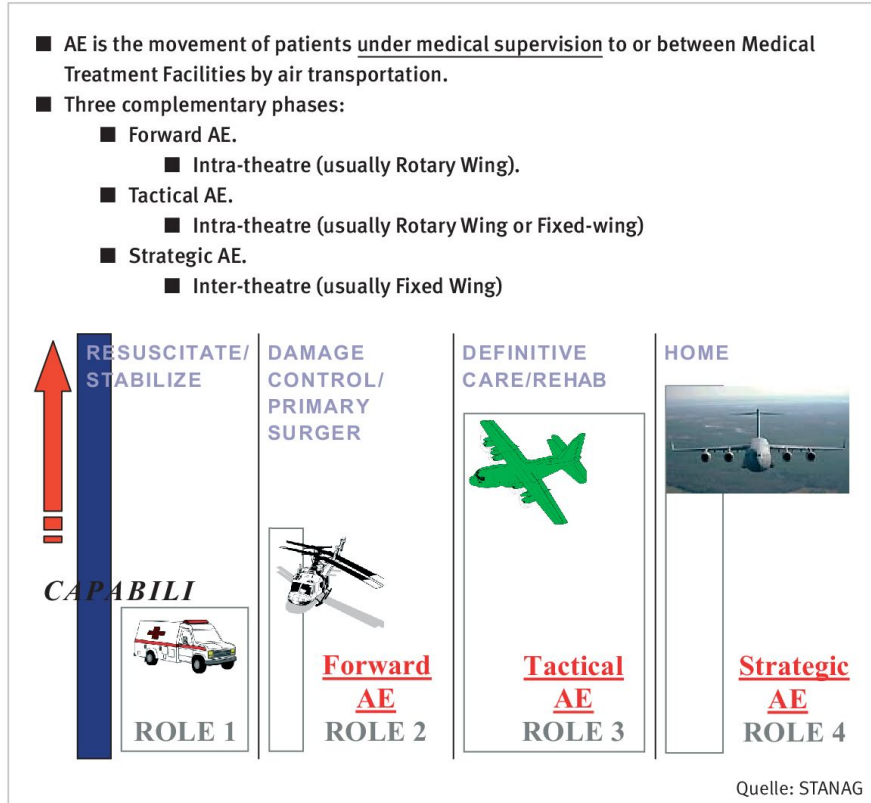 ■ AE is the movement of patients under medical supervision to or between Medical
Treatment Facilities by air transportation.
■ Three complementary phases:
■ Forward AE.
■ Intra-theatre (usually Rotary Wing).
■ Tactical AE.
■ Intra-theatre (usually Rotary Wing or Fixed-wing)
■ Strategic AE.
■ Inter-theatre (usually Fixed Wing)
RESUSCITATE/
STABILIZE
DAMAGE
CONTROL/
PRIMARY
SURGER
DEFINITIVE
CARE/REHAB
HOME
CAPABILI
ROLE 1
Forward
AE
ROLE 2
Tactical
AE
ROLE 3
Strategic
AE
ROLE 4
Quelle: STANAG